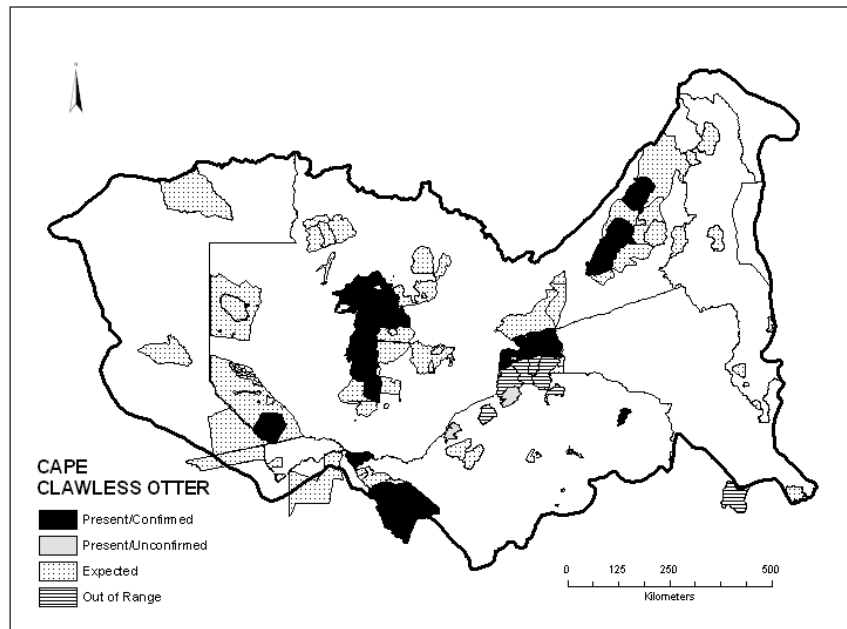 N
CAPE
CLAWLESS OTTER
Present/Confirmed
Present/Unconfirmed
Expected
Out of Range
0 125 250 500
Kilometers